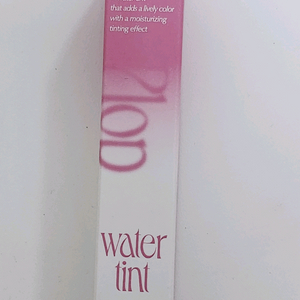 that adds a lively color
with a moisturizing
tinting effect
water
tint